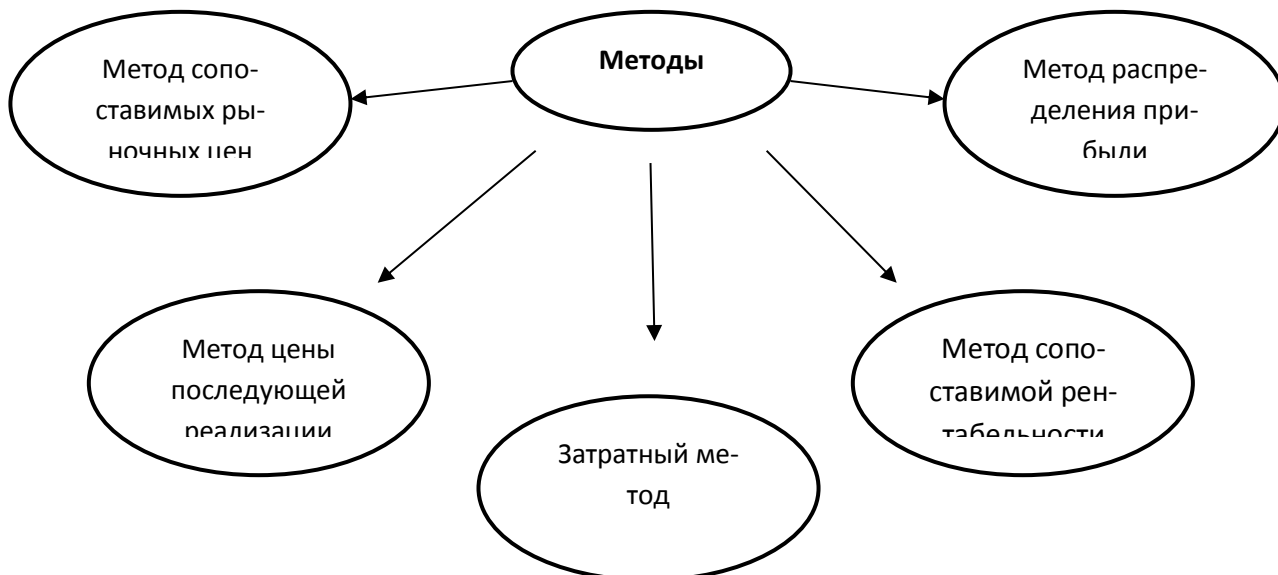 Методы
Метод сопо-
ставимых ры-
ночных цен
Метод распре-
деления при-
были
Метод цены
последующей
реализации
Затратный ме-
тод
Метод сопо-
ставимой рен-
табельности